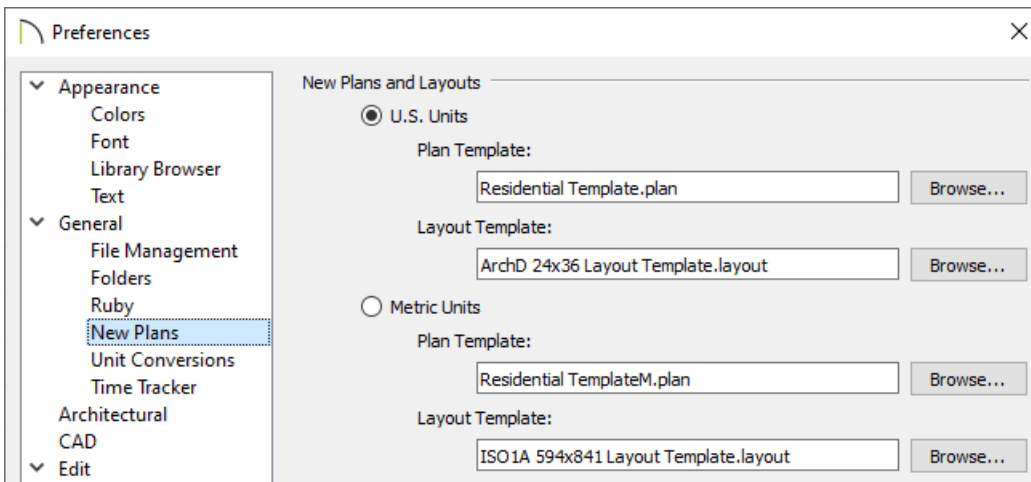 Preferences
Appearance
Colors
Font
Library Browser
Text
General
File Management
Folders
Ruby
New Plans
Unit Conversions
Time Tracker
Architectural
CAD
Edit
New Plans and Layouts
U.S. Units
Plan Template:
Residential Template.plan Browse...
Layout Template:
ArchD 24x36 Layout Template.layout Browse...
Metric Units
Plan Template:
Residential TemplateM.plan Browse...
Layout Template:
ISO1A 594x841 Layout Template.layout Browse...